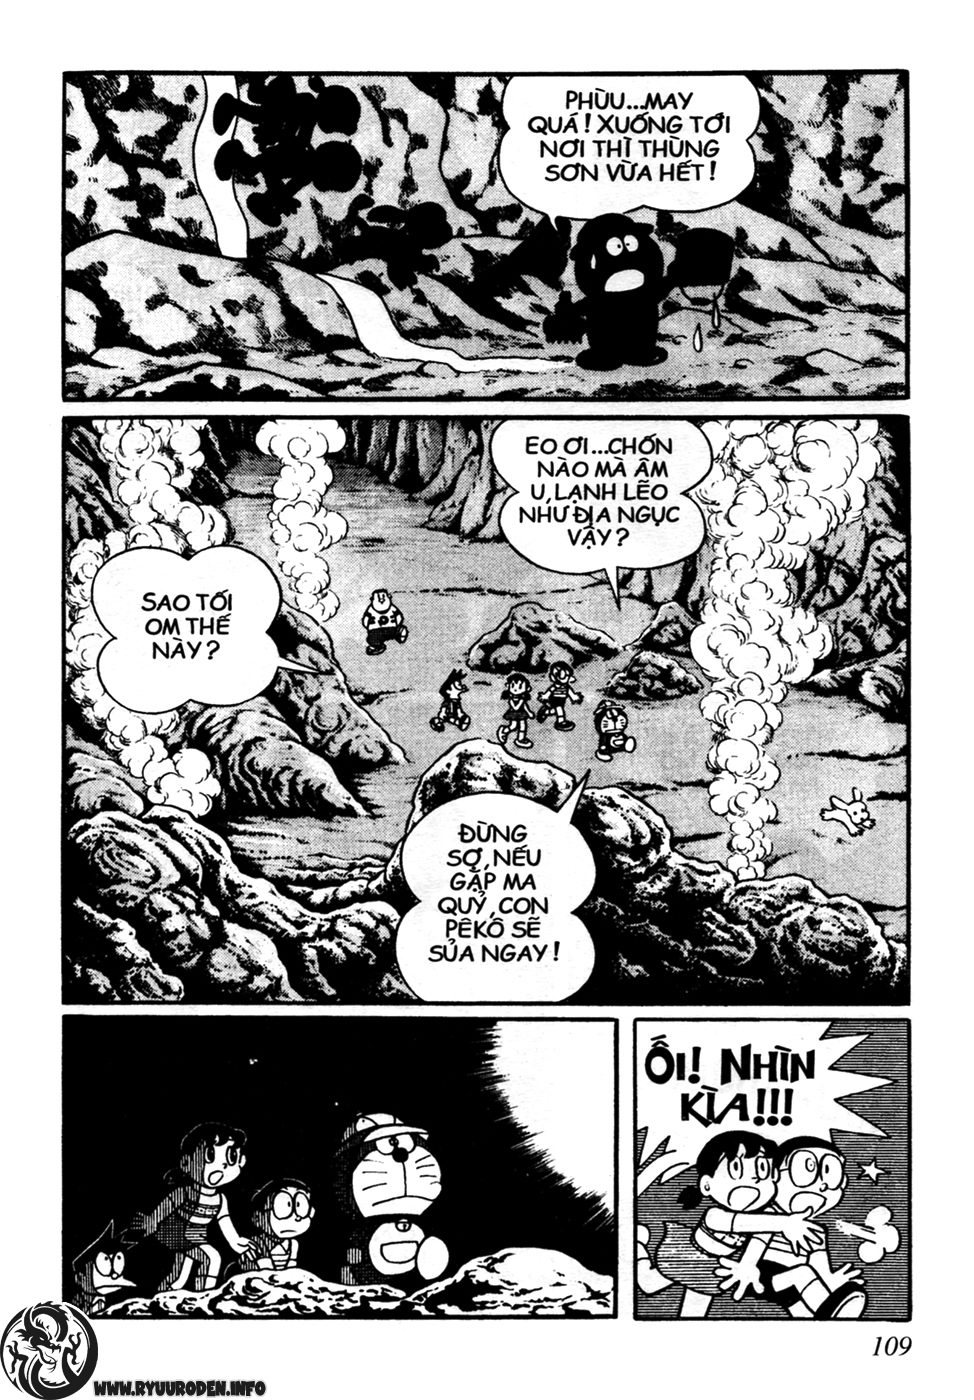 PHÙU...MAY
QUÁ! XUỐNG TỚI
NƠI THÌ THÙNG
SƠN VỪA HẾT!
EO ƠI...CHỐN
NÀO MÀ ÂM
U, LẠNH LẼO
NHƯ ĐỊA NGỤC
VẬY?
SAO TỐI
OM THẾ
NÀY?
ĐỪNG
SỢ, NẾU
GẶP MA
QUỶ, CON
PÊKÔ SẼ
SỦA NGAY!
ỐI! NHÌN
KÌA!!!
109
WWW.RYUURODEN.INFO